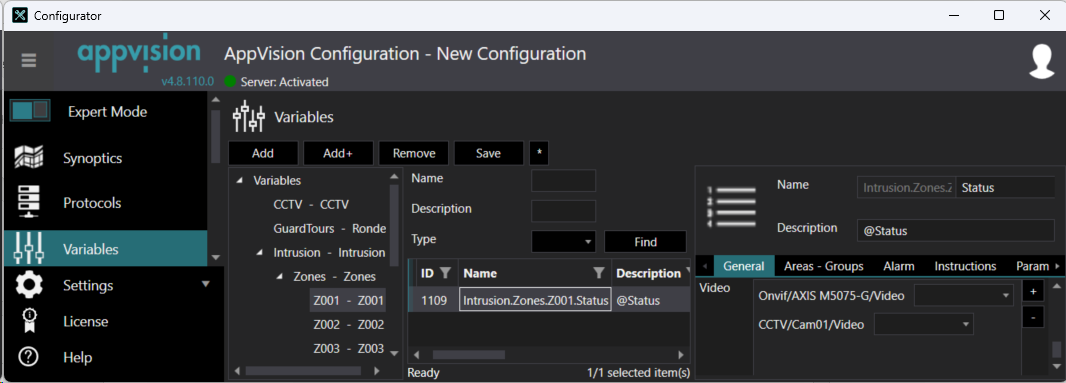 Configurator
appvision
v4.8.110.0
AppVision Configuration - New Configuration
Server: Activated
Expert Mode
Synoptics
Protocols
Variables
Settings
License
Help
Variables
Add
Add+
Remove
Save
*
Variables
CCTV - CCTV
GuardTours - Ronde
Intrusion - Intrusion
Zones - Zones
Z001 - Z001
Z002 - Z002
Z003 - Z003
Name
Description
Type
Find
ID Name Description
1109 Intrusion.Zones.Z001.Status @Status
Ready 1/1 selected item(s)
1
2
3
4
Name Intrusion.Zones.Z Status
Description @Status
General Areas - Groups Alarm Instructions Param
Video
Onvif/AXIS M5075-G/Video
+
CCTV/Cam01/Video
-